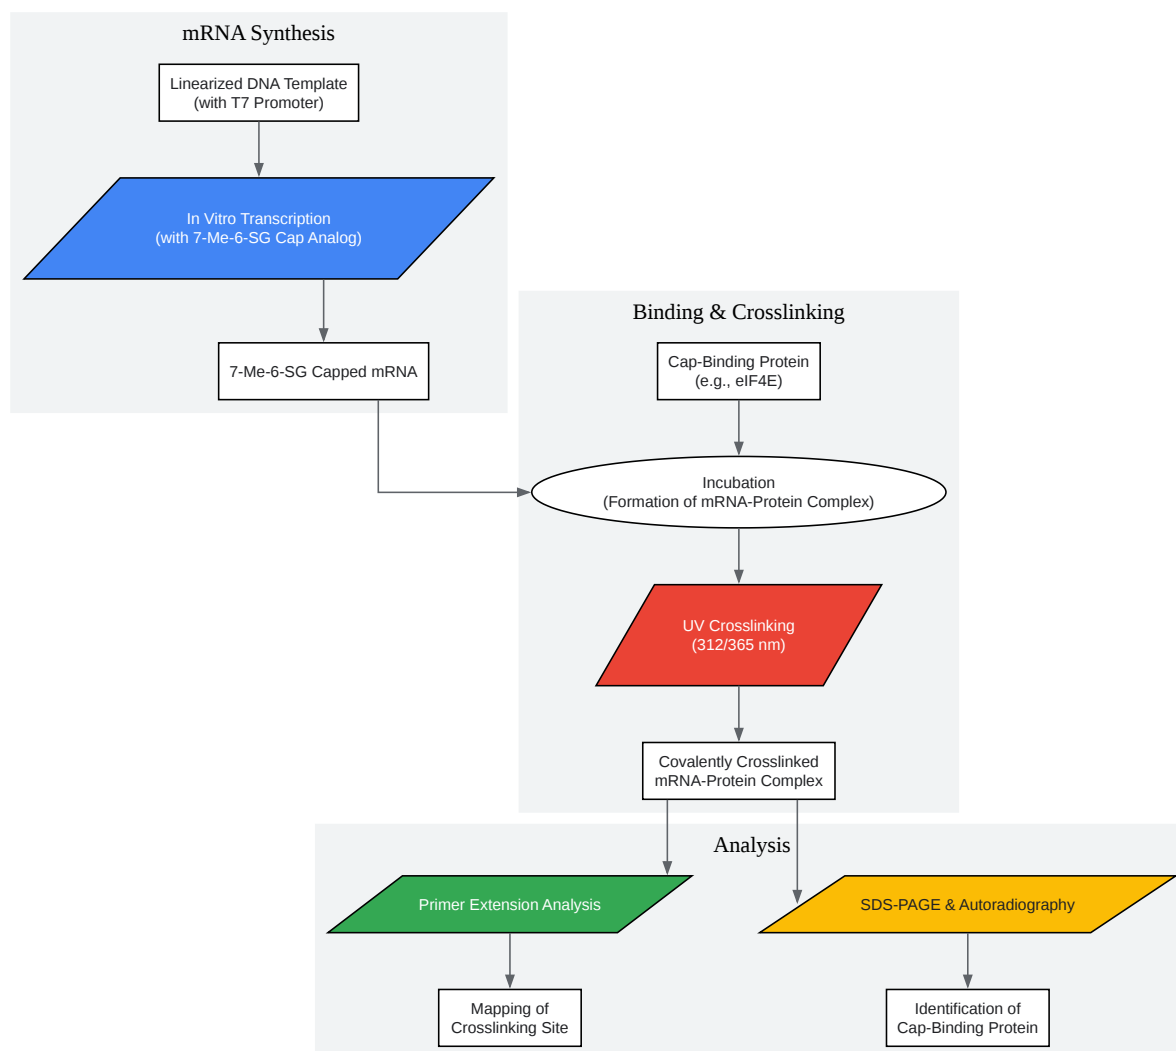 mRNA Synthesis
Linearized DNA Template
(with T7 Promoter)
In Vitro Transcription
(with 7-Me-6-SG Cap Analog)
7-Me-6-SG Capped mRNA
Binding & Crosslinking
Cap-Binding Protein
(e.g., eIF4E)
Incubation
(Formation of mRNA-Protein Complex)
UV Crosslinking
(312/365 nm)
Covalently Crosslinked
mRNA-Protein Complex
Analysis
Primer Extension Analysis
SDS-PAGE & Autoradiography
Mapping of
Crosslinking Site
Identification of
Cap-Binding Protein